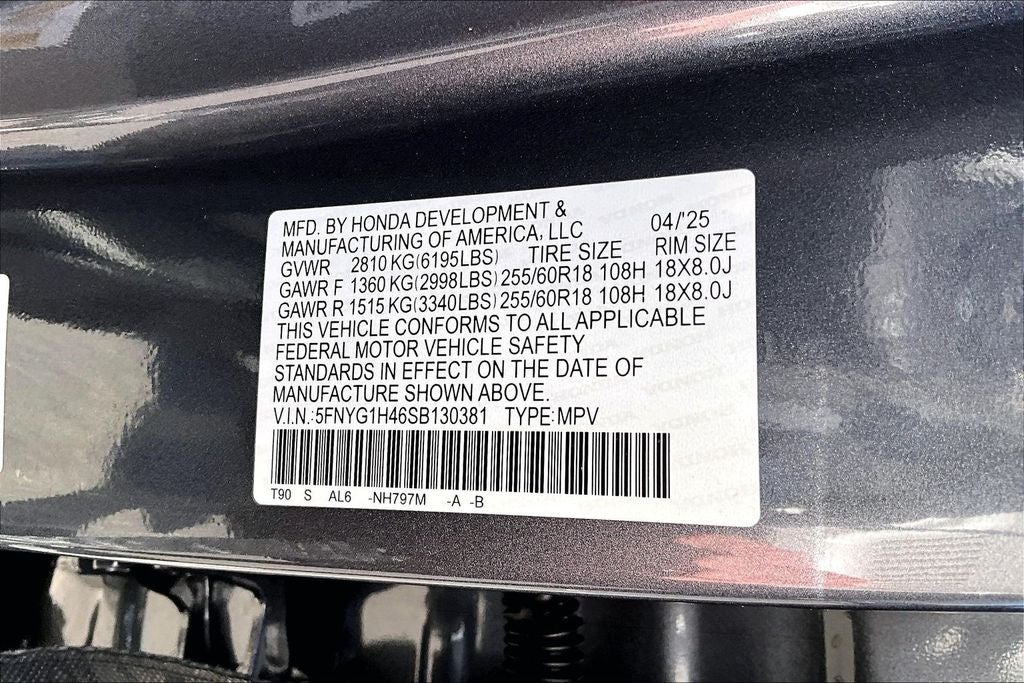 MFD. BY HONDA DEVELOPMENT &
MANUFACTURING OF AMERICA, LLC 04/'25
GVWR 2810 KG(6195LBS) TIRE SIZE RIM SIZE
GAWR F 1360 KG(2998LBS) 255/60R18 108H 18X8.0J
GAWR R 1515 KG(3340LBS) 255/60R18 108H 18X8.0J
THIS VEHICLE CONFORMS TO ALL APPLICABLE
FEDERAL MOTOR VEHICLE SAFETY
STANDARDS IN EFFECT ON THE DATE OF
MANUFACTURE SHOWN ABOVE.
V.I.N.:5FNYG1H46SB130381 TYPE:MPV
T90 S AL6 -NH797M -A -B